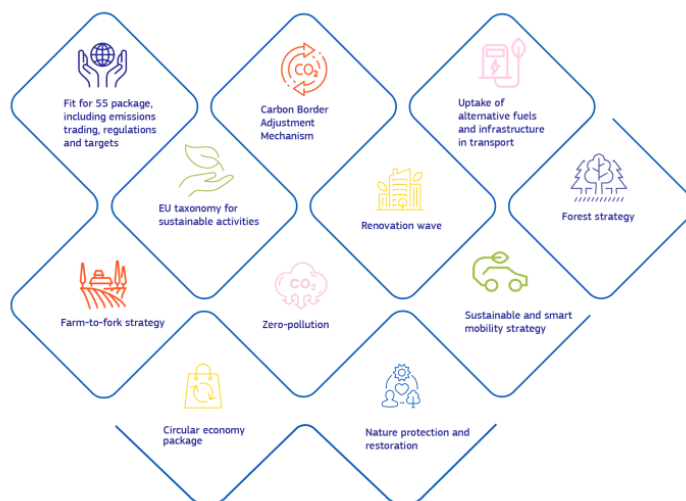 CO₂
Fit for 55 package,
including emissions
trading, regulations
and targets
Carbon Border
Adjustment
Mechanism
Uptake of
alternative fuels
and infrastructure
in transport
EU taxonomy for
sustainable activities
Renovation wave
Forest strategy
CO₂
Farm-to-fork strategy
Zero-pollution
Sustainable and smart
mobility strategy
Circular economy
package
Nature protection and
restoration